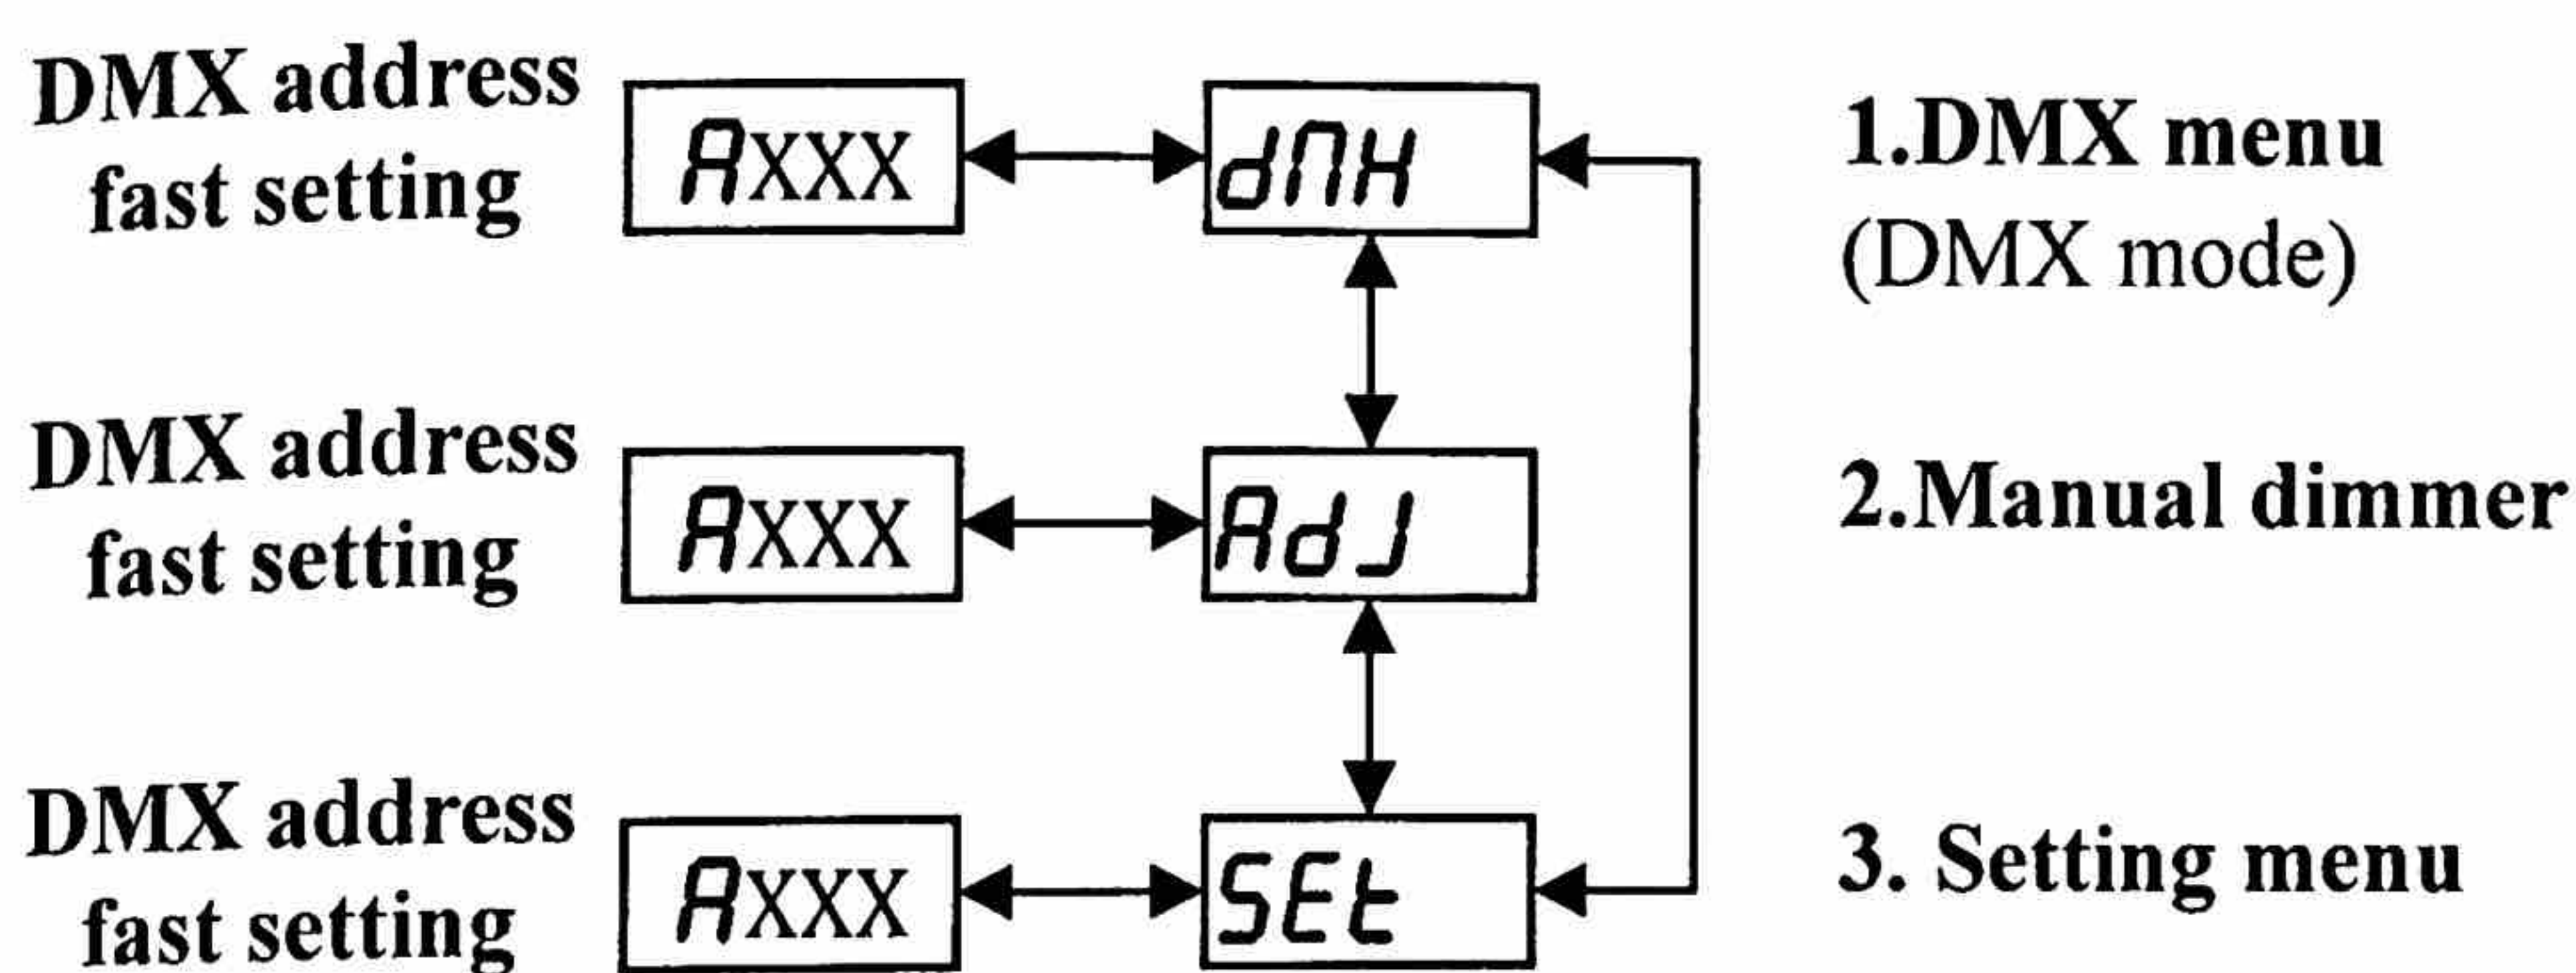 DMX address
fast setting
AXXX
dMX
1.DMX menu
(DMX mode)
DMX address
fast setting
AXXX
AdJ
2.Manual dimmer
DMX address
fast setting
AXXX
SEt
3. Setting menu